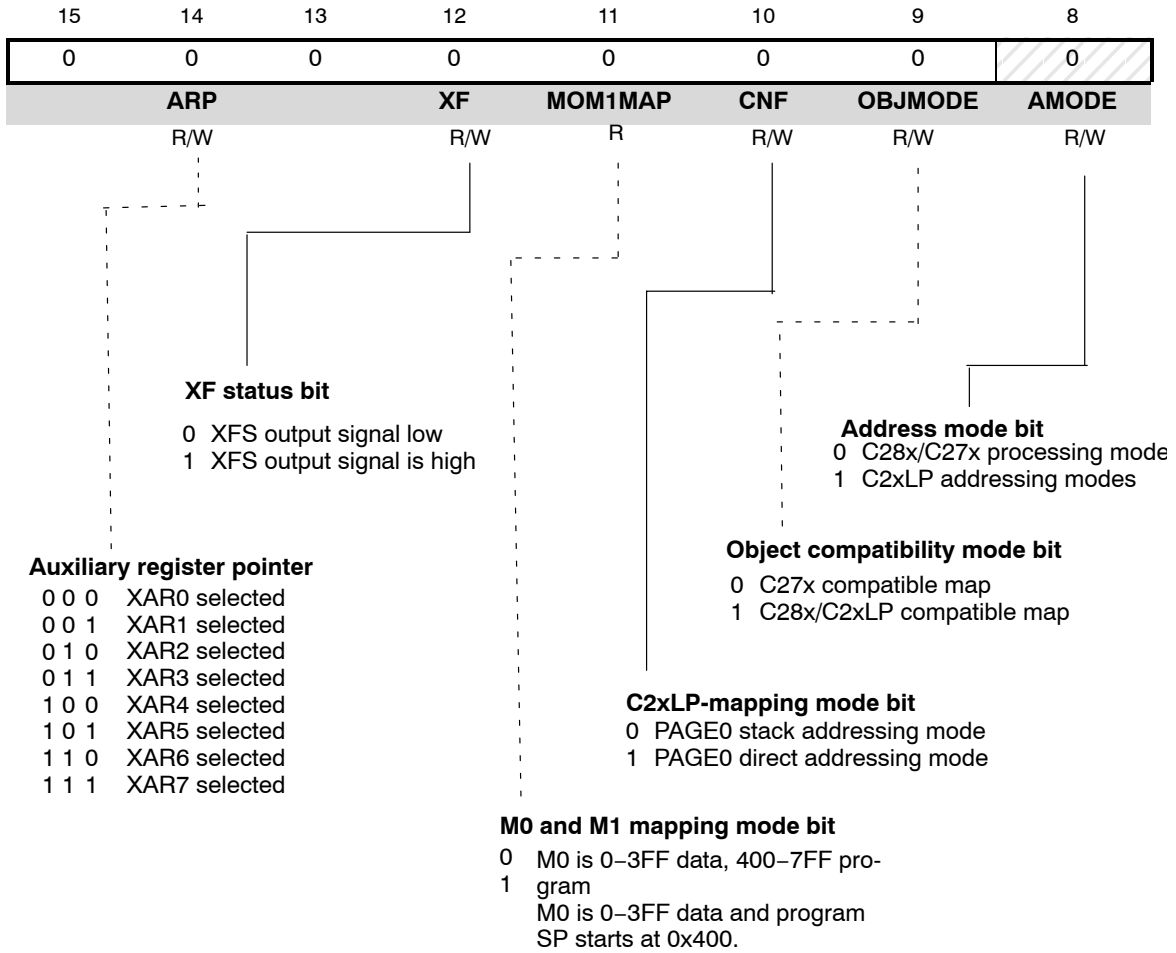 15 14 13 12 11 10 9 8
0 0 0 0 0 0 0 0
ARP XF MOM1MAP CNF OBJMODE AMODE
R/W R/W R R/W R/W R/W
XF status bit
0 XFS output signal low
1 XFS output signal is high
Address mode bit
0 C28x/C27x processing mode
1 C2xLP addressing modes
Object compatibility mode bit
0 C27x compatible map
1 C28x/C2xLP compatible map
Auxiliary register pointer
0 0 0 XAR0 selected
0 0 1 XAR1 selected
0 1 0 XAR2 selected
0 1 1 XAR3 selected
1 0 0 XAR4 selected
1 0 1 XAR5 selected
1 1 0 XAR6 selected
1 1 1 XAR7 selected
C2xLP-mapping mode bit
0 PAGE0 stack addressing mode
1 PAGE0 direct addressing mode
M0 and M1 mapping mode bit
0 M0 is 0−3FF data, 400−7FF pro-
1 gram
M0 is 0−3FF data and program
SP starts at 0x400.